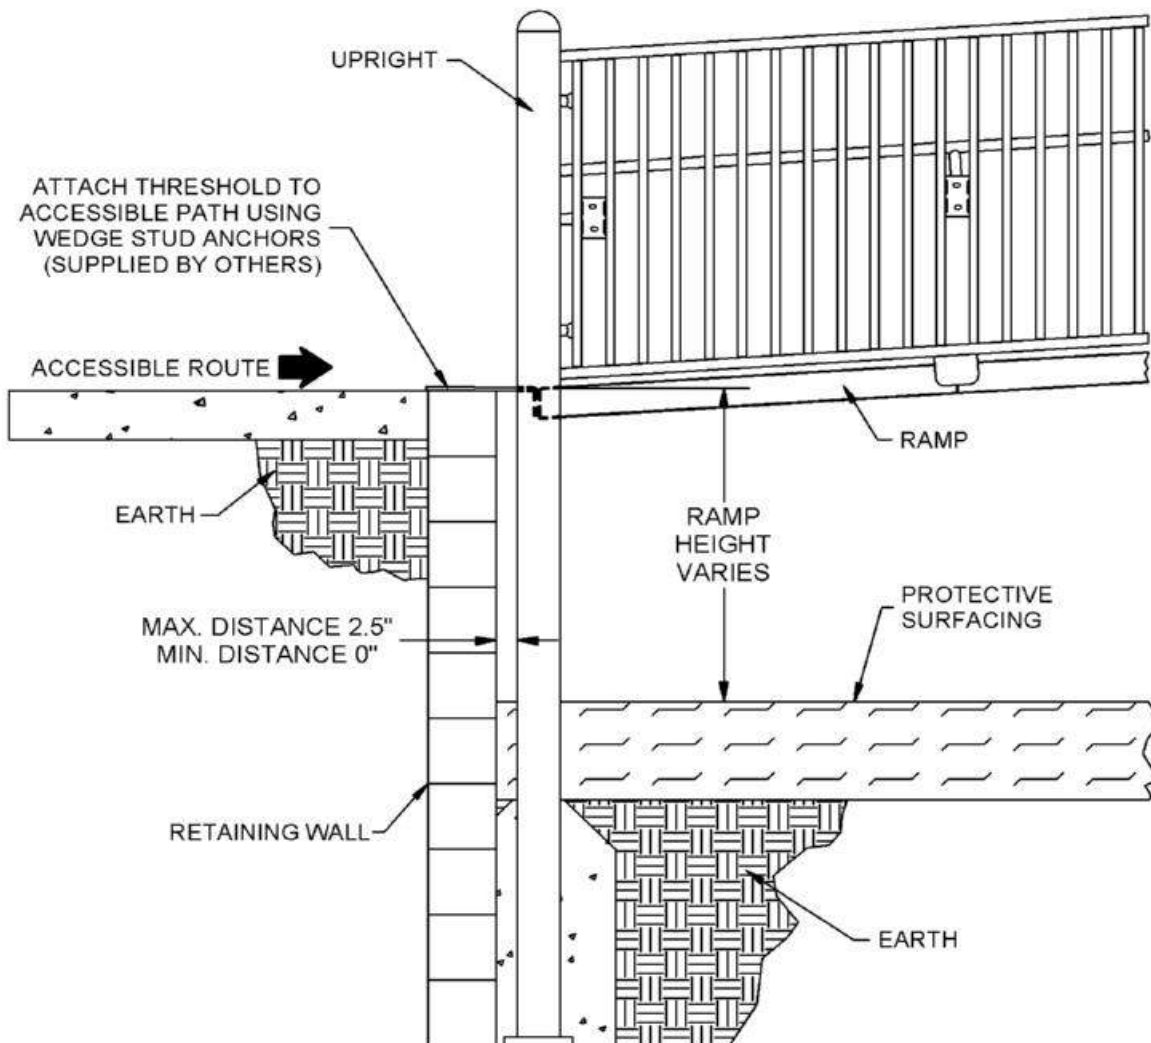 UPRIGHT
ATTACH THRESHOLD TO
ACCESSIBLE PATH USING
WEDGE STUD ANCHORS
(SUPPLIED BY OTHERS)
ACCESSIBLE ROUTE
RAMP
EARTH
RAMP
HEIGHT
VARIES
PROTECTIVE
SURFACING
MAX. DISTANCE 2.5"
MIN. DISTANCE 0"
RETAINING WALL
EARTH